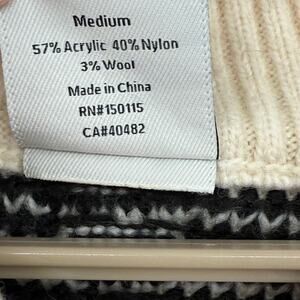 Medium
57% Acrylic 40% Nylon
3% Wool
Made in China
RN#150115
CA#40482